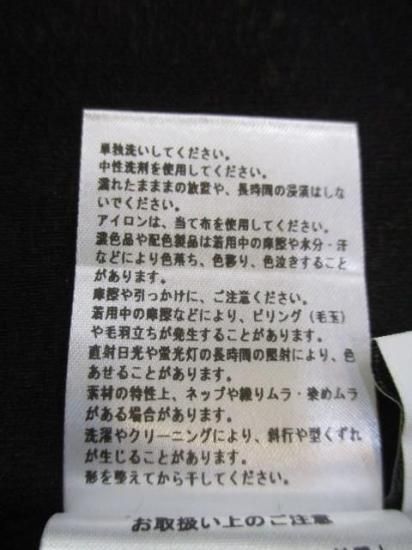 単独洗いしてください。
中性洗剤を使用してください。
濡れたままの放置や、長時間の浸漬はしな
いでください。
アイロンは、当て布を使用してください。
濃色品や配色製品は着用中の摩擦や水分・汗
などにより色落ち、色移り、色泣きすること
があります。
摩擦や引っかけに、ご注意ください。
着用中の摩擦などにより、ピリング（毛玉）
や毛羽立ちが発生することがあります。
直射日光や蛍光灯の長時間の照射により、色
あせることがあります。
素材の特性上、ネップや織りムラ・染めムラ
がある場合があります。
洗濯やクリーニングにより、斜行や型くずれ
が生じることがあります。
形を整えてから干してください。
お取扱い上のご注意